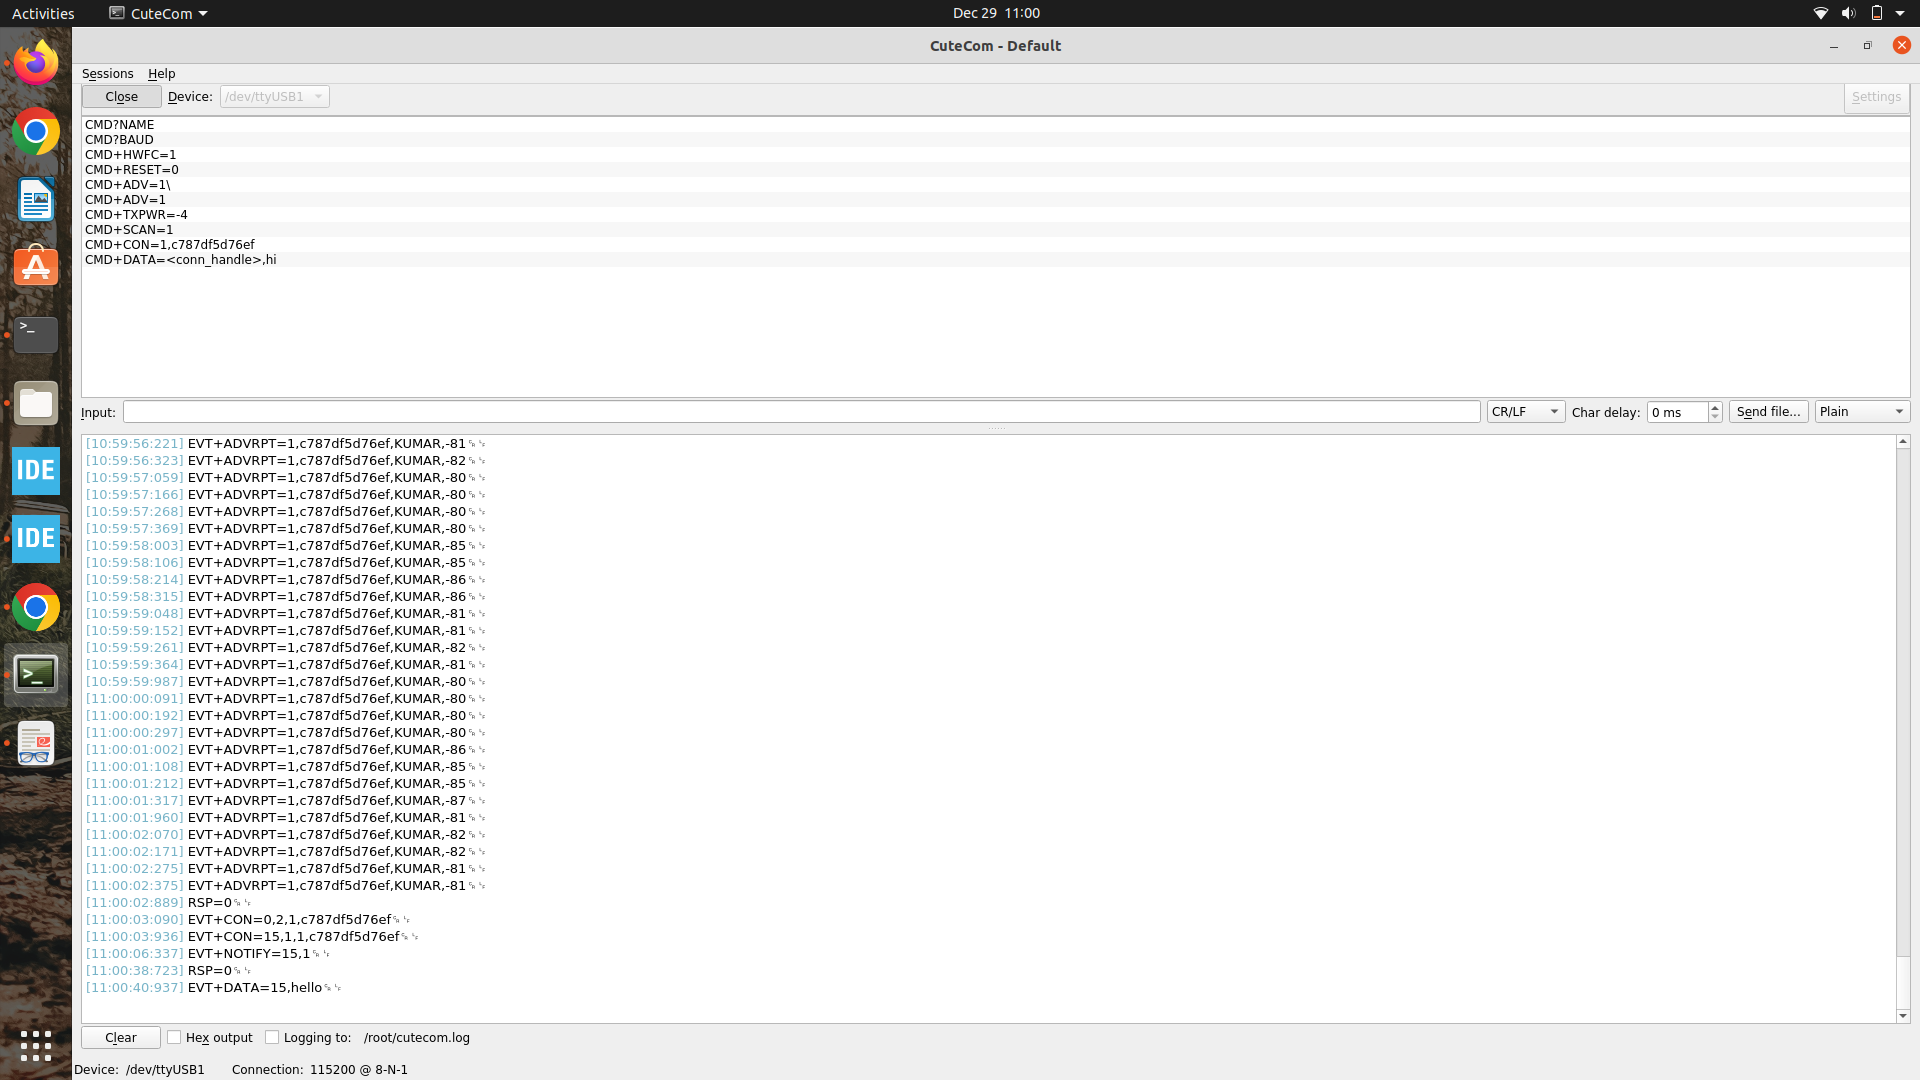 Activities
CuteCom
Dec 29 11:00
CuteCom - Default
Sessions Help
Close Device: /dev/ttyUSB1 Settings
CMD?NAME
CMD?BAUD
CMD+HWFC=1
CMD+RESET=0
CMD+ADV=1\
CMD+ADV=1
CMD+TXPWR=-4
CMD+SCAN=1
CMD+CON=1,c787df5d76ef
CMD+DATA=<conn_handle>,hi
Input: CR/LF Char delay: 0 ms Send file... Plain
[10:59:56:221] EVT+ADVRPT=1,c787df5d76ef,KUMAR,-81␍␊
[10:59:56:323] EVT+ADVRPT=1,c787df5d76ef,KUMAR,-82␍␊
[10:59:57:059] EVT+ADVRPT=1,c787df5d76ef,KUMAR,-80␍␊
[10:59:57:166] EVT+ADVRPT=1,c787df5d76ef,KUMAR,-80␍␊
[10:59:57:268] EVT+ADVRPT=1,c787df5d76ef,KUMAR,-80␍␊
[10:59:57:369] EVT+ADVRPT=1,c787df5d76ef,KUMAR,-80␍␊
[10:59:58:003] EVT+ADVRPT=1,c787df5d76ef,KUMAR,-85␍␊
[10:59:58:106] EVT+ADVRPT=1,c787df5d76ef,KUMAR,-85␍␊
[10:59:58:214] EVT+ADVRPT=1,c787df5d76ef,KUMAR,-86␍␊
[10:59:58:315] EVT+ADVRPT=1,c787df5d76ef,KUMAR,-86␍␊
[10:59:59:048] EVT+ADVRPT=1,c787df5d76ef,KUMAR,-81␍␊
[10:59:59:152] EVT+ADVRPT=1,c787df5d76ef,KUMAR,-81␍␊
[10:59:59:261] EVT+ADVRPT=1,c787df5d76ef,KUMAR,-82␍␊
[10:59:59:364] EVT+ADVRPT=1,c787df5d76ef,KUMAR,-81␍␊
[10:59:59:987] EVT+ADVRPT=1,c787df5d76ef,KUMAR,-80␍␊
[11:00:00:091] EVT+ADVRPT=1,c787df5d76ef,KUMAR,-80␍␊
[11:00:00:192] EVT+ADVRPT=1,c787df5d76ef,KUMAR,-80␍␊
[11:00:00:297] EVT+ADVRPT=1,c787df5d76ef,KUMAR,-80␍␊
[11:00:01:002] EVT+ADVRPT=1,c787df5d76ef,KUMAR,-86␍␊
[11:00:01:108] EVT+ADVRPT=1,c787df5d76ef,KUMAR,-85␍␊
[11:00:01:212] EVT+ADVRPT=1,c787df5d76ef,KUMAR,-85␍␊
[11:00:01:317] EVT+ADVRPT=1,c787df5d76ef,KUMAR,-87␍␊
[11:00:01:960] EVT+ADVRPT=1,c787df5d76ef,KUMAR,-81␍␊
[11:00:02:070] EVT+ADVRPT=1,c787df5d76ef,KUMAR,-82␍␊
[11:00:02:171] EVT+ADVRPT=1,c787df5d76ef,KUMAR,-82␍␊
[11:00:02:275] EVT+ADVRPT=1,c787df5d76ef,KUMAR,-81␍␊
[11:00:02:375] EVT+ADVRPT=1,c787df5d76ef,KUMAR,-81␍␊
[11:00:02:889] RSP=0␍␊
[11:00:03:090] EVT+CON=0,2,1,c787df5d76ef␍␊
[11:00:03:936] EVT+CON=15,1,1,c787df5d76ef␍␊
[11:00:06:337] EVT+NOTIFY=15,1␍␊
[11:00:38:723] RSP=0␍␊
[11:00:40:937] EVT+DATA=15,hello␍␊
Clear Hex output Logging to: /root/cutecom.log
Device: /dev/ttyUSB1 Connection: 115200 @ 8-N-1
IDE
IDE